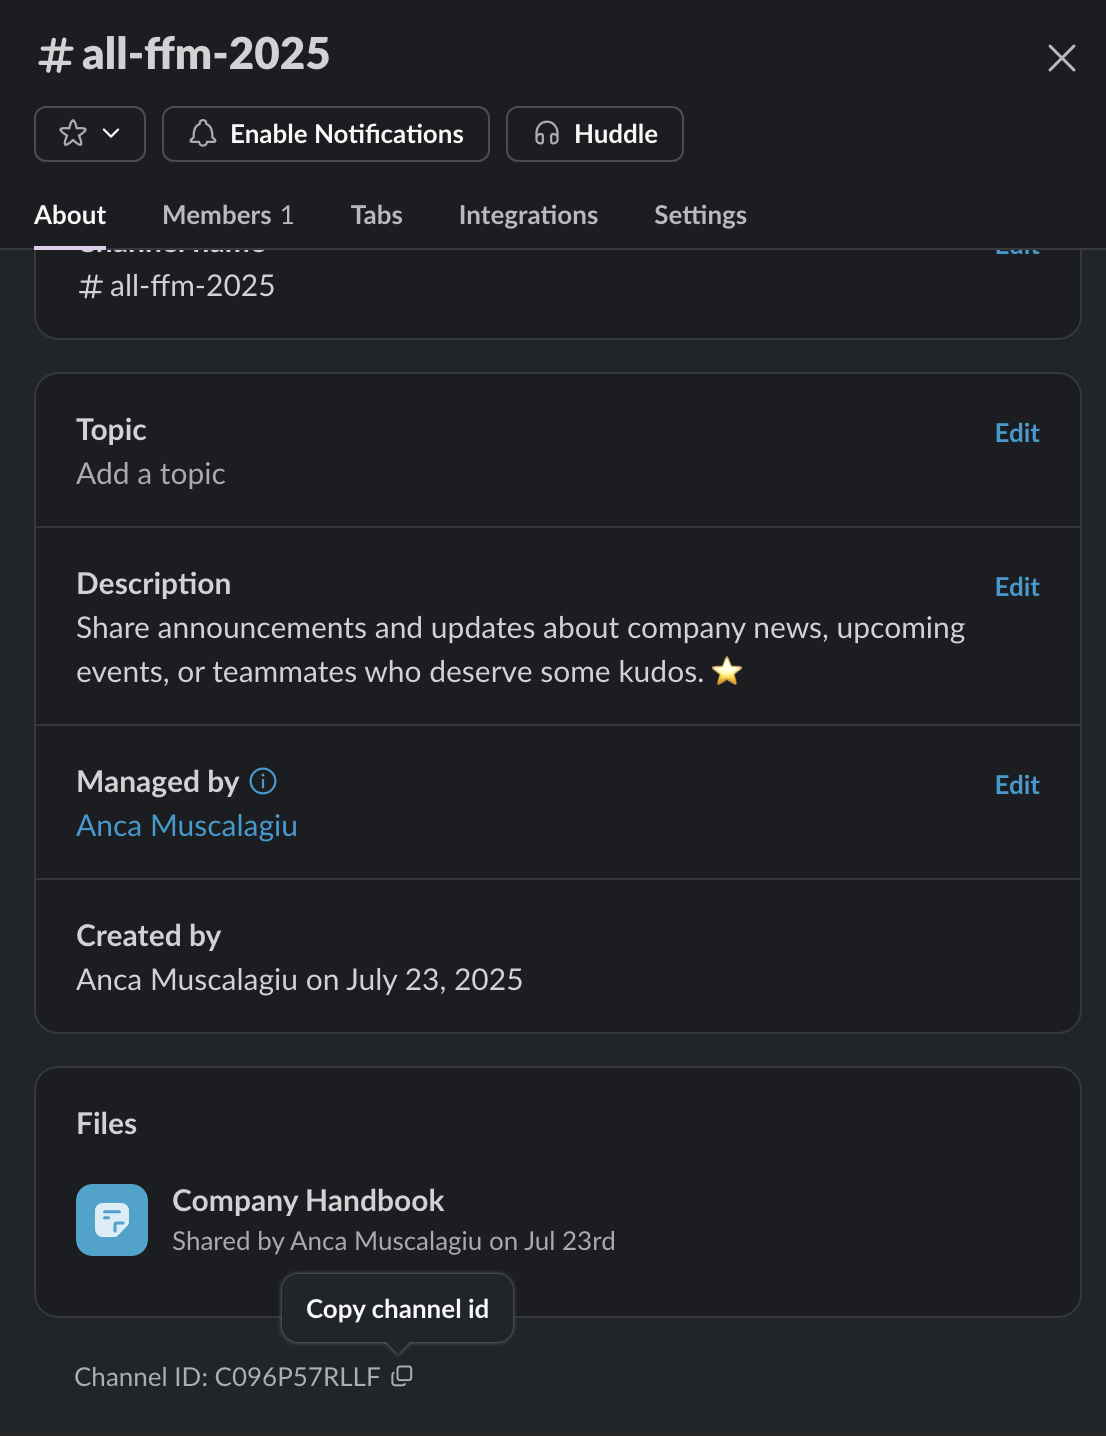 # all-ffm-2025
Enable Notifications
Huddle
About Members 1 Tabs Integrations Settings
Channel name Edit
# all-ffm-2025
Topic Edit
Add a topic
Description Edit
Share announcements and updates about company news, upcoming
events, or teammates who deserve some kudos. ⭐
Managed by Edit
Anca Muscalagiu
Created by
Anca Muscalagiu on July 23, 2025
Files
Company Handbook
Shared by Anca Muscalagiu on Jul 23rd
Copy channel id
Channel ID: C096P57RLLF